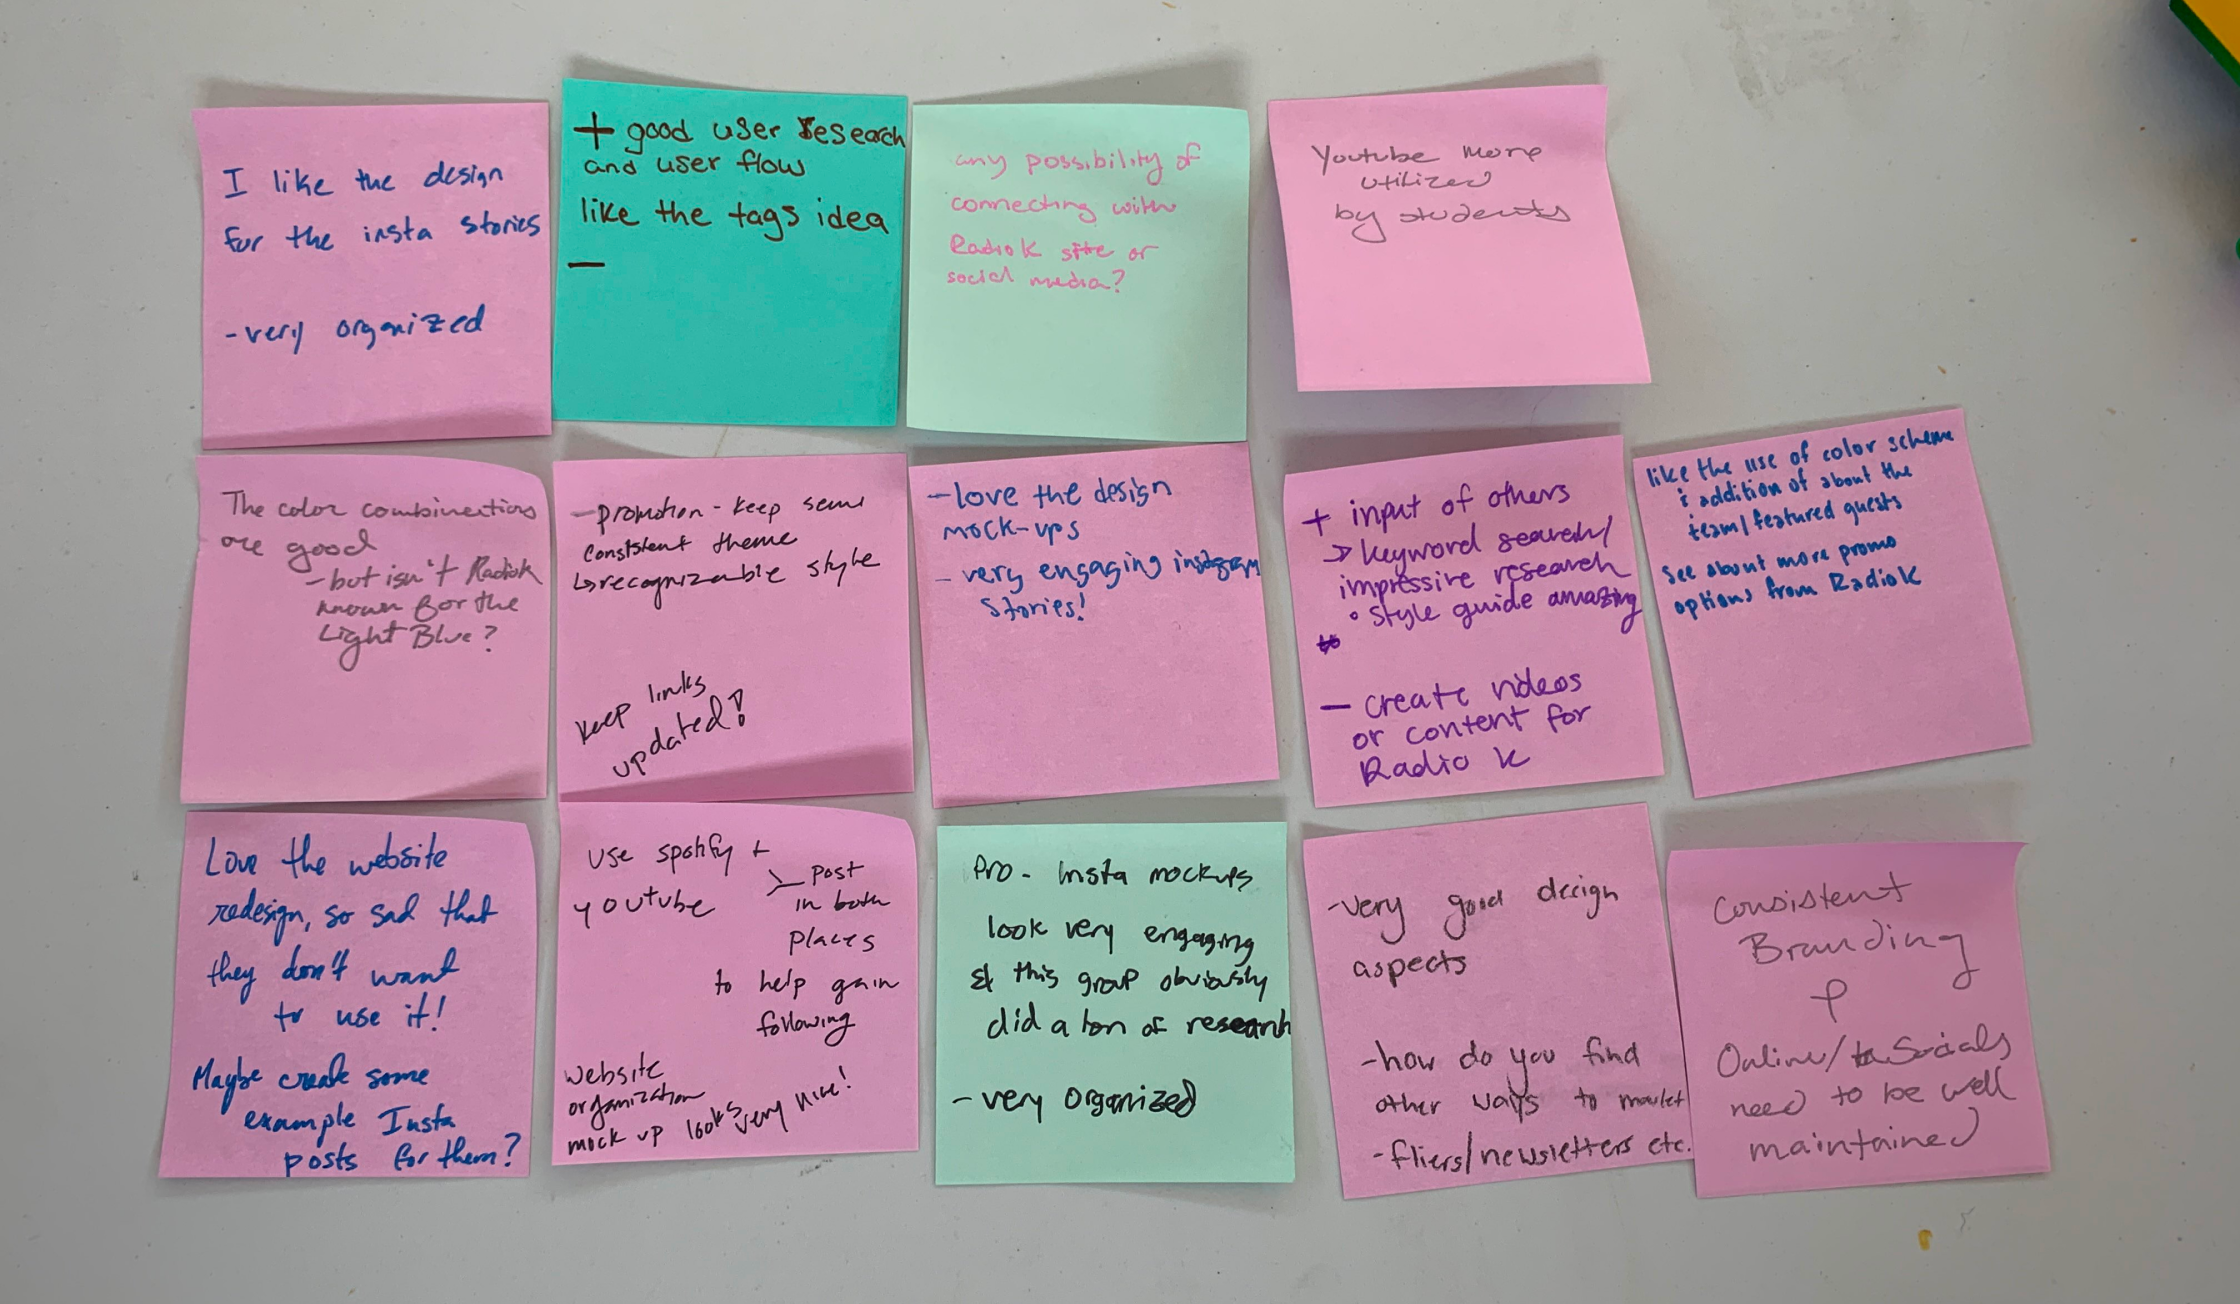 I like the design
for the insta stories
-very organized
+ good user research
and user flow
like the tags idea
—
any possibility of
connecting with
Radio K site or
social media?
Youtube more
utilized
by students
The color combinations
are good
-but isn't RadioK
known for the
Light Blue?
-promotion - keep semi
consistent theme
↳recognizable style
keep links
updated!
-love the design
mock-ups
- very engaging instagram
stories!
+ input of others
→ keyword search/
impressive research
• style guide amazing
— create videos
or content for
Radio K
like the use of color scheme
& addition of about the
team/featured guests
see about more promo
options from RadioK
Love the website
redesign, so sad that
they don't want
to use it!
Maybe create some
example Insta
posts for them?
use spotify +
youtube
>— post
in both
places
to help gain
following
website
organization
mock up looks very nice!
Pro - Insta mockups
look very engaging
& this group obviously
did a ton of research
- very organized
-very good design
aspects
-how do you find
other ways to market
-fliers/newsletters etc.
Consistent
Branding
Online/Socials
need to be well
maintained